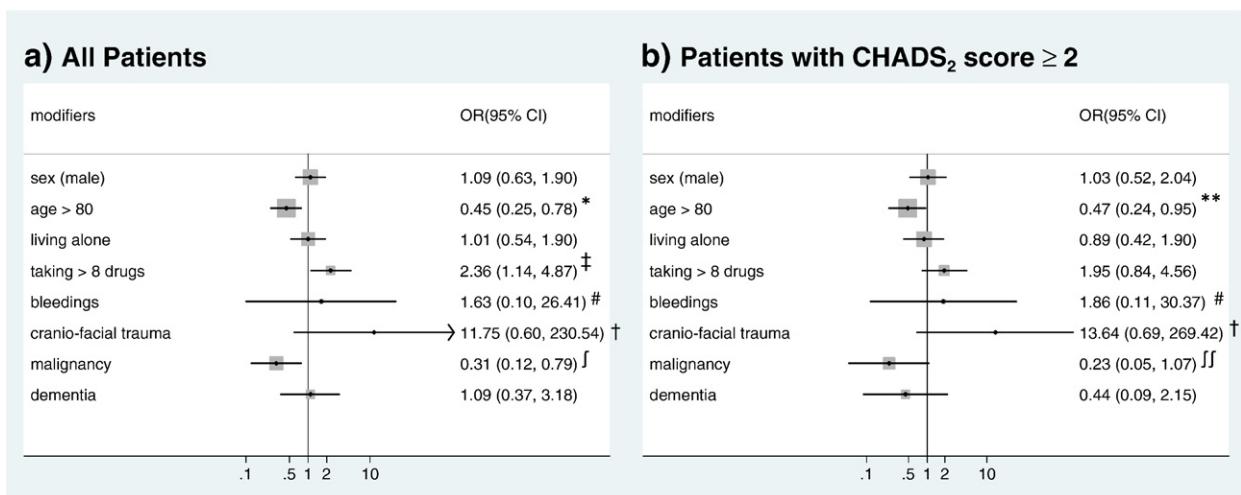 a) All Patients
modifiers OR(95% CI)
sex (male) 1.09 (0.63, 1.90)
age > 80 0.45 (0.25, 0.78) *
living alone 1.01 (0.54, 1.90)
taking > 8 drugs 2.36 (1.14, 4.87) ‡
bleedings 1.63 (0.10, 26.41) #
cranio-facial trauma 11.75 (0.60, 230.54) †
malignancy 0.31 (0.12, 0.79) ∫
dementia 1.09 (0.37, 3.18)
.1 .5 1 2 10
b) Patients with CHADS₂ score ≥ 2
modifiers OR(95% CI)
sex (male) 1.03 (0.52, 2.04)
age > 80 0.47 (0.24, 0.95) **
living alone 0.89 (0.42, 1.90)
taking > 8 drugs 1.95 (0.84, 4.56)
bleedings 1.86 (0.11, 30.37) #
cranio-facial trauma 13.64 (0.69, 269.42) †
malignancy 0.23 (0.05, 1.07) ∫∫
dementia 0.44 (0.09, 2.15)
.1 .5 1 2 10